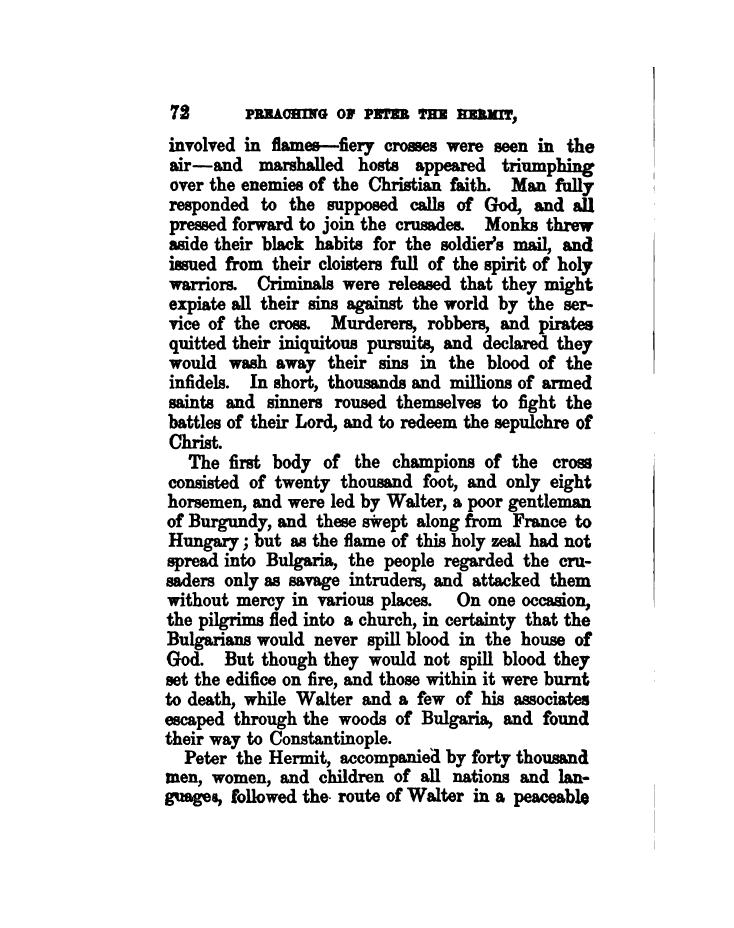 72 PREACHING OF PETER THE HERMIT,
involved in flames—fiery crosses were seen in the
air—and marshalled hosts appeared triumphing
over the enemies of the Christian faith. Man fully
responded to the supposed calls of God, and all
pressed forward to join the crusades. Monks threw
aside their black habits for the soldier's mail, and
issued from their cloisters full of the spirit of holy
warriors. Criminals were released that they might
expiate all their sins against the world by the ser-
vice of the cross. Murderers, robbers, and pirates
quitted their iniquitous pursuits, and declared they
would wash away their sins in the blood of the
infidels. In short, thousands and millions of armed
saints and sinners roused themselves to fight the
battles of their Lord, and to redeem the sepulchre of
Christ.
The first body of the champions of the cross
consisted of twenty thousand foot, and only eight
horsemen, and were led by Walter, a poor gentleman
of Burgundy, and these swept along from France to
Hungary; but as the flame of this holy zeal had not
spread into Bulgaria, the people regarded the cru-
saders only as savage intruders, and attacked them
without mercy in various places. On one occasion,
the pilgrims fled into a church, in certainty that the
Bulgarians would never spill blood in the house of
God. But though they would not spill blood they
set the edifice on fire, and those within it were burnt
to death, while Walter and a few of his associates
escaped through the woods of Bulgaria, and found
their way to Constantinople.
Peter the Hermit, accompanied by forty thousand
men, women, and children of all nations and lan-
guages, followed the route of Walter in a peaceable